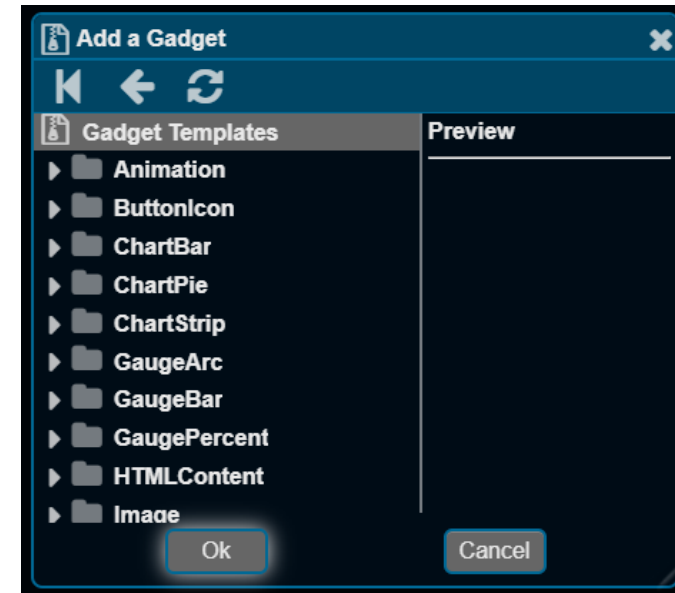 Add a Gadget
Gadget Templates
Preview
Animation
ButtonIcon
ChartBar
ChartPie
ChartStrip
GaugeArc
GaugeBar
GaugePercent
HTMLContent
Image
Ok
Cancel